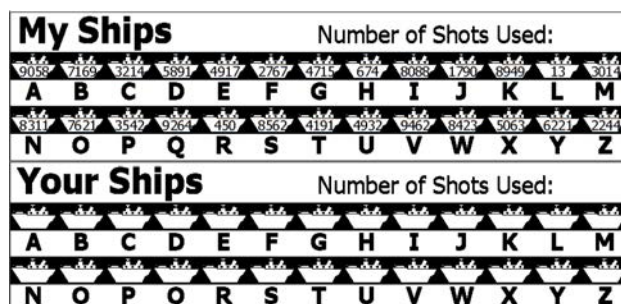 My Ships Number of Shots Used:
9058 7169 3214 5891 4917 2767 4715 674 8088 1790 8949 13 3014
A B C D E F G H I J K L M
8311 7621 3542 9264 450 8562 4191 4932 9462 8423 5063 6221 2244
N O P Q R S T U V W X Y Z
Your Ships Number of Shots Used:
A B C D E F G H I J K L M
N O P Q R S T U V W X Y Z